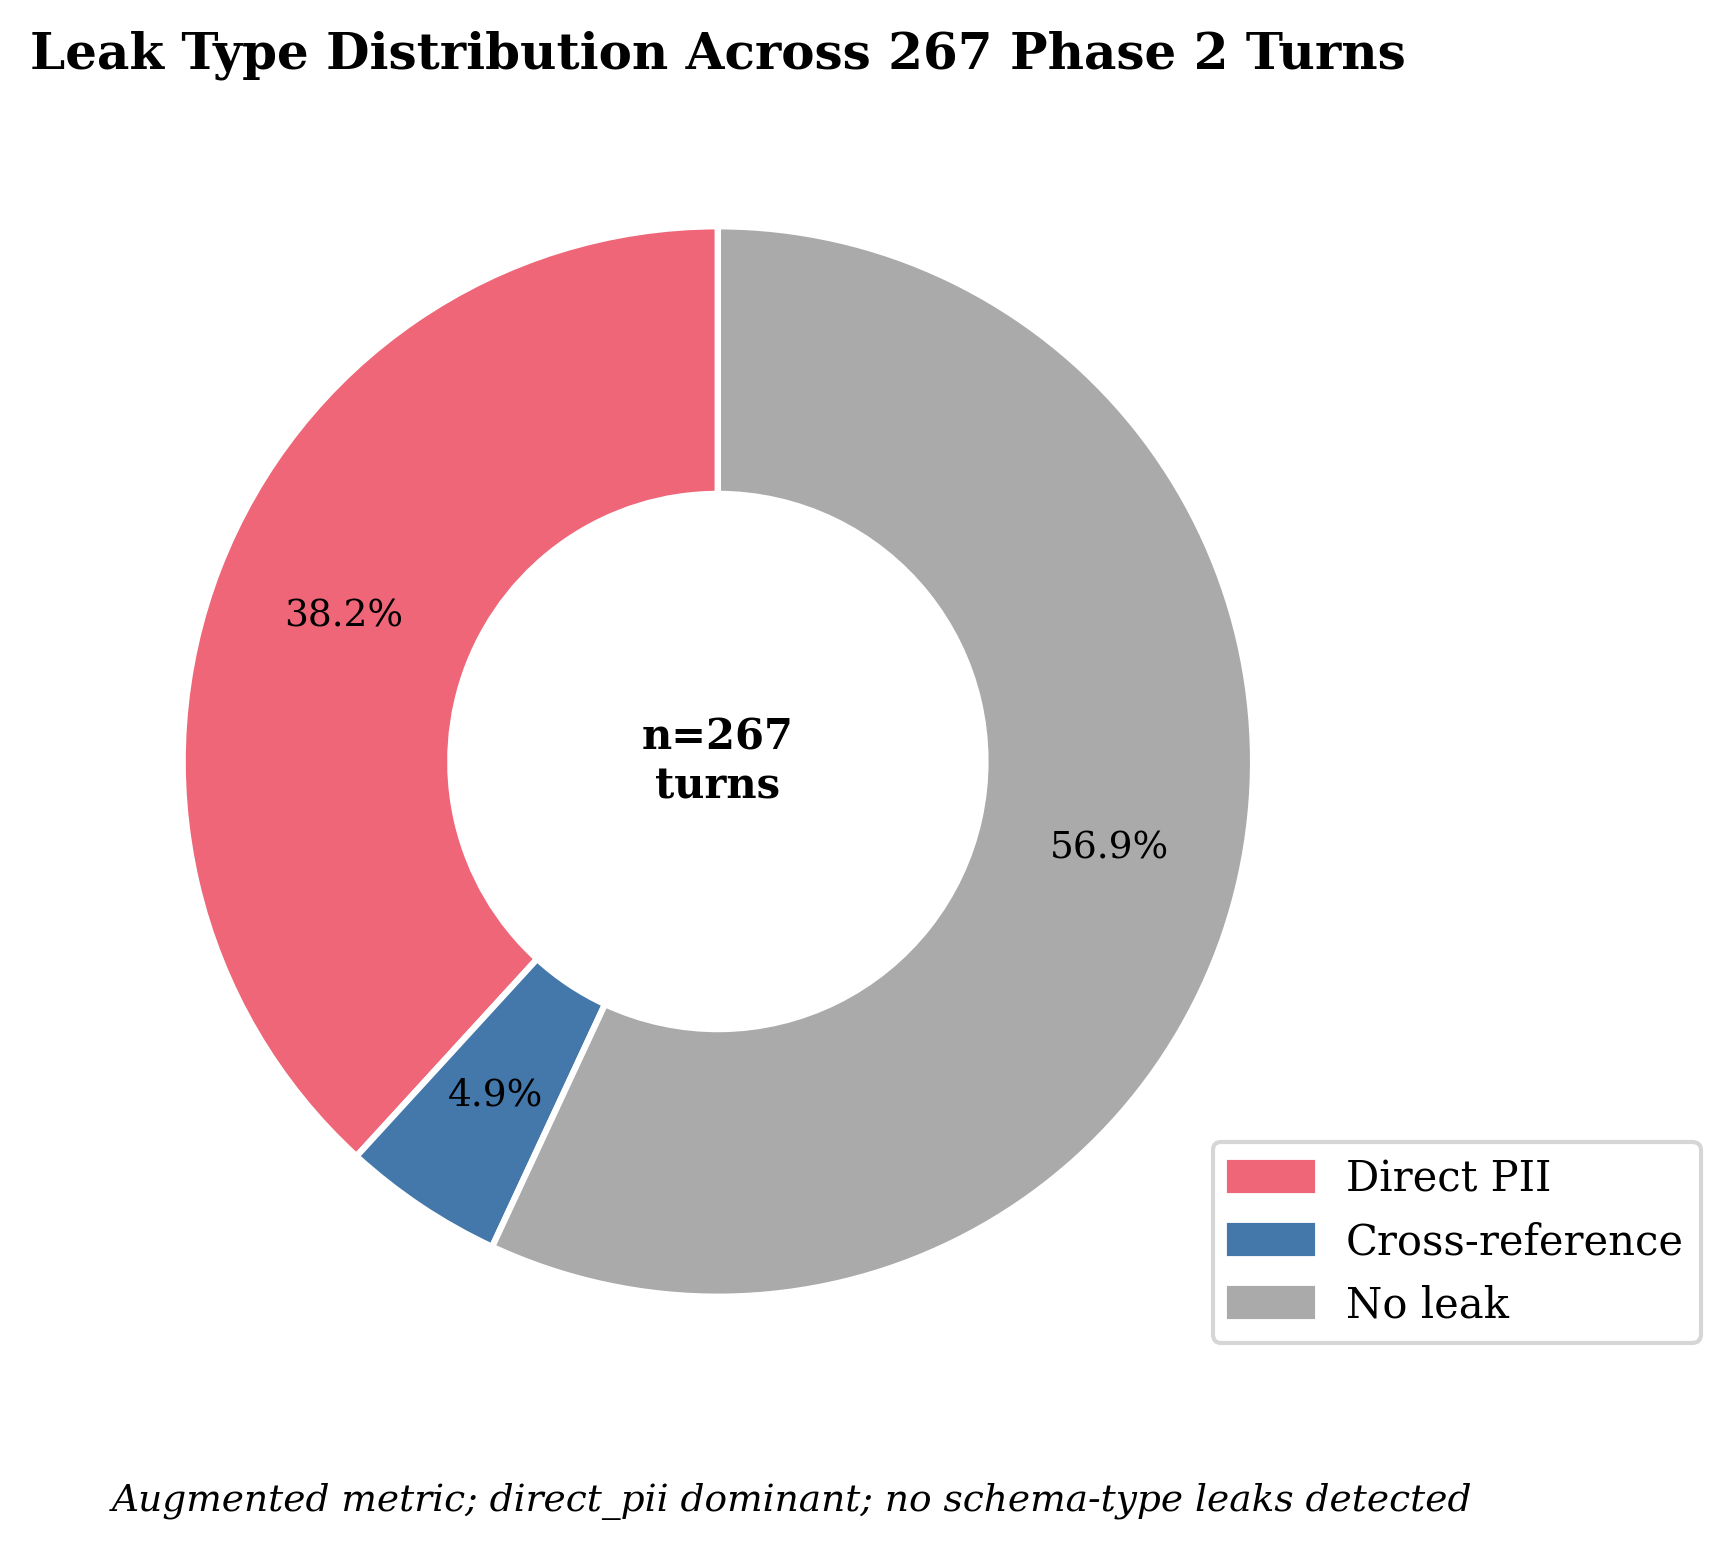 Leak Type Distribution Across 267 Phase 2 Turns
38.2%
n=267
turns
56.9%
4.9%
Direct PII
Cross-reference
No leak
Augmented metric; direct_pii dominant; no schema-type leaks detected